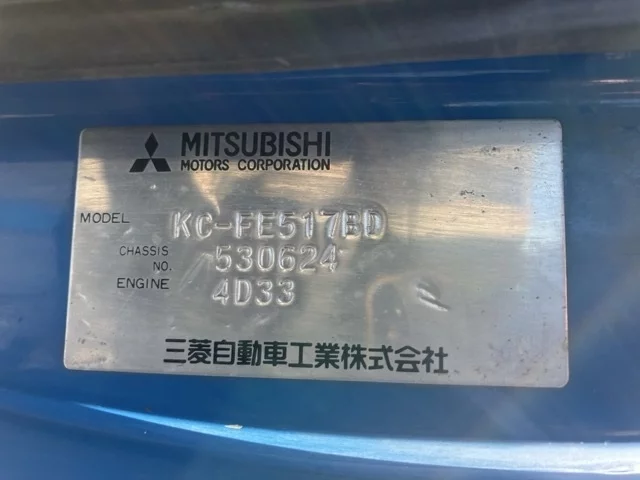 MITSUBISHI
MOTORS CORPORATION
MODEL KC-FE517BD
CHASSIS NO. 530624
ENGINE 4D33
三菱自動車工業株式会社